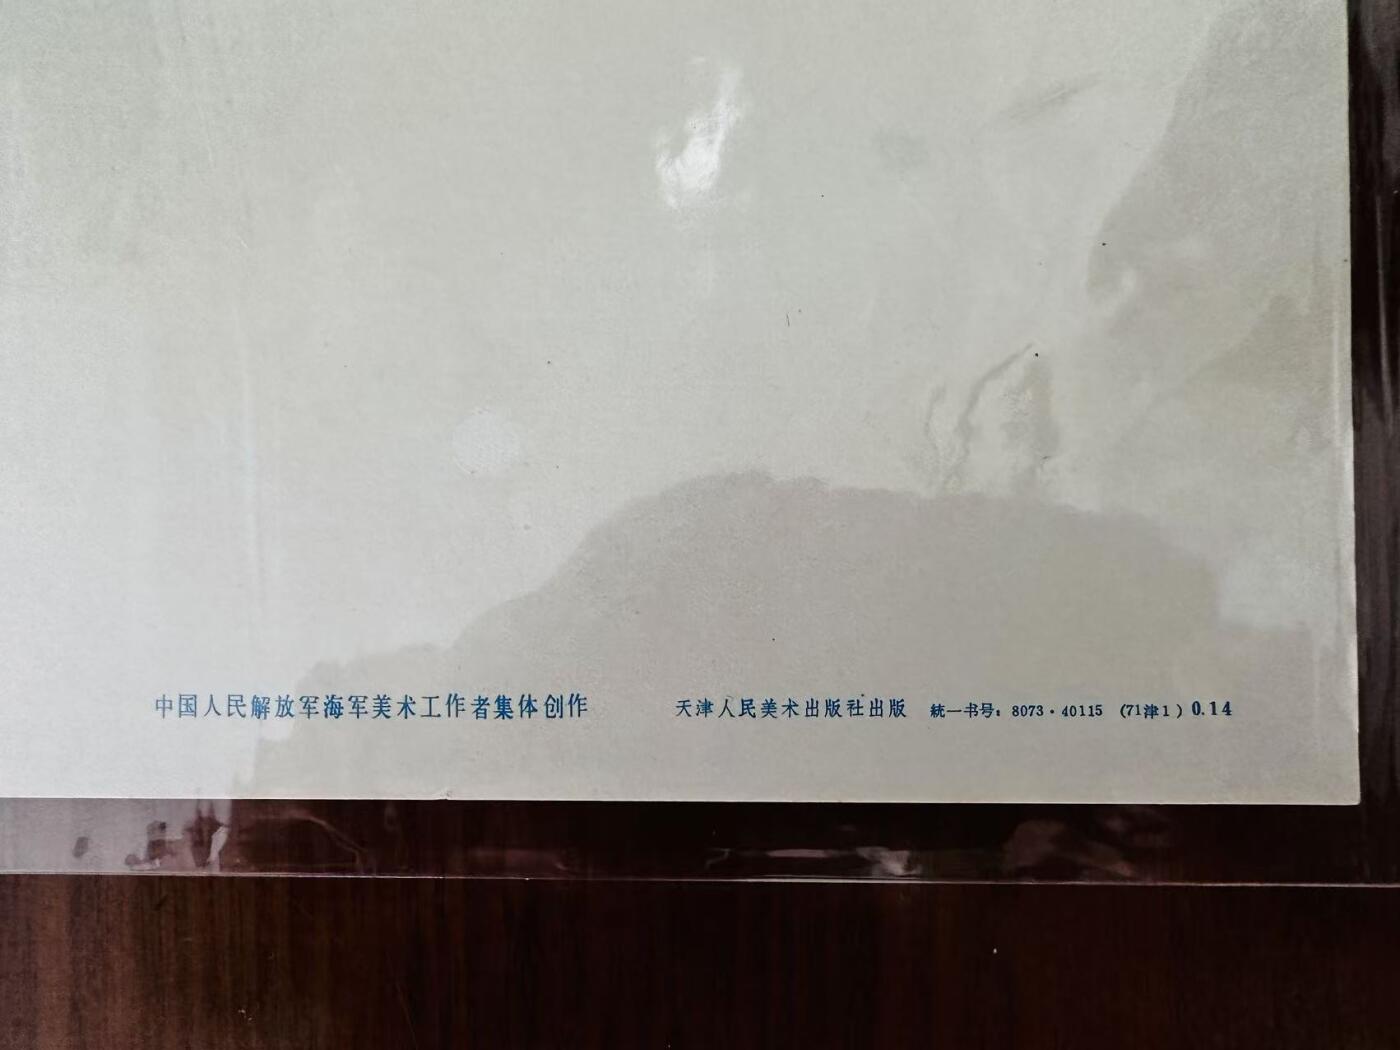 中国人民解放军海军美术工作者集体创作 天津人民美术出版社出版 統一书号：8073·40115 (71津1) 0.14